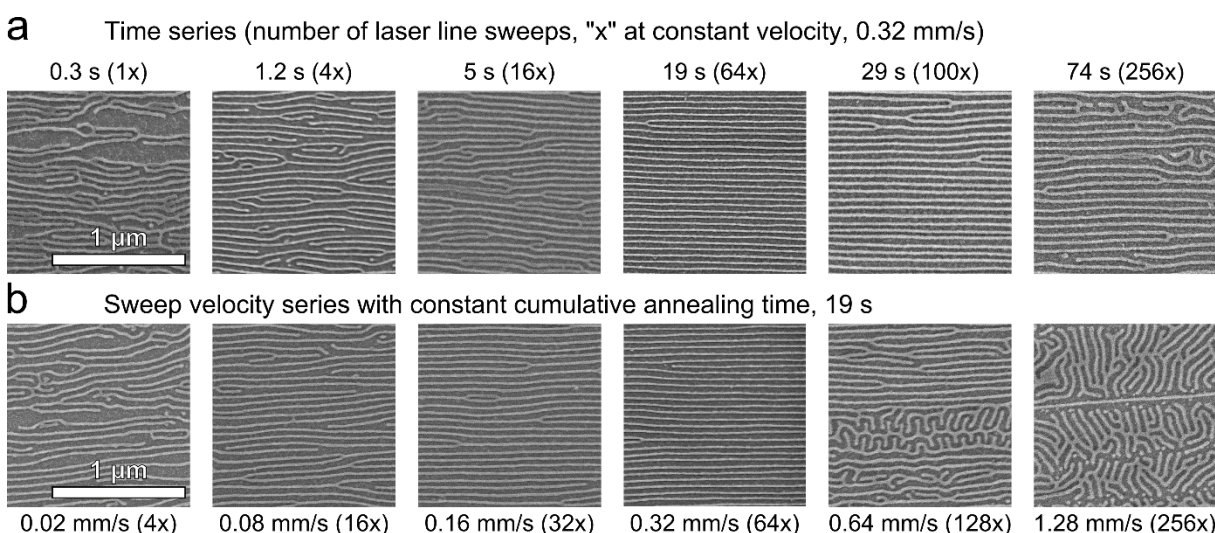 a
Time series (number of laser line sweeps, "x" at constant velocity, 0.32 mm/s)
0.3 s (1x) 1.2 s (4x) 5 s (16x) 19 s (64x) 29 s (100x) 74 s (256x)
1 µm
b
Sweep velocity series with constant cumulative annealing time, 19 s
1 µm
0.02 mm/s (4x) 0.08 mm/s (16x) 0.16 mm/s (32x) 0.32 mm/s (64x) 0.64 mm/s (128x) 1.28 mm/s (256x)